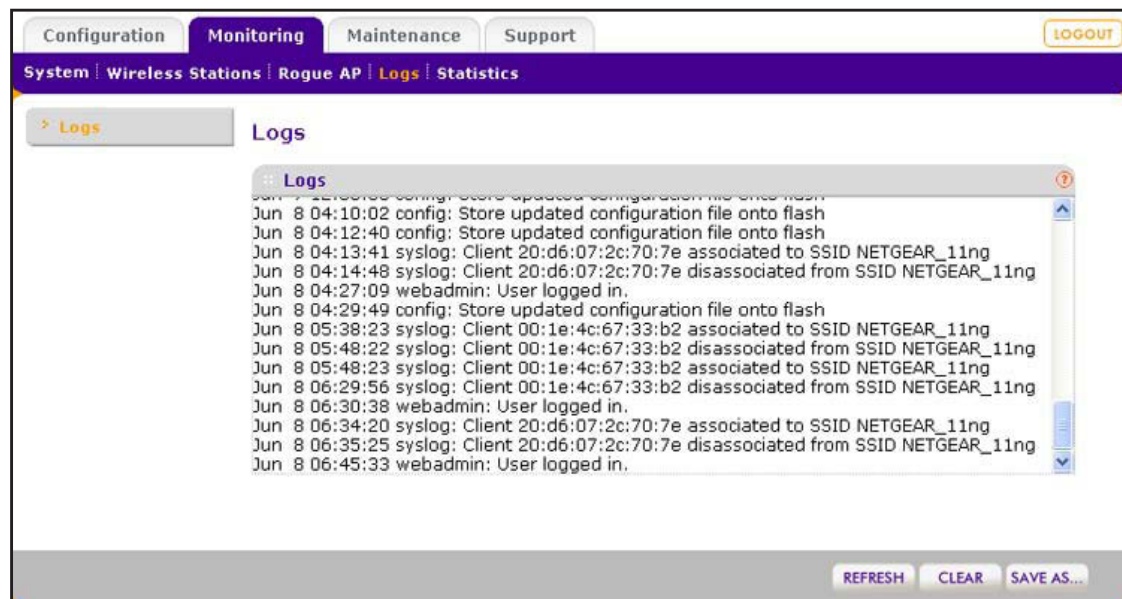 Configuration Monitoring Maintenance Support LOGOUT
System Wireless Stations Rogue AP Logs Statistics
Logs
Logs
Logs
Jun 8 04:10:02 config: Store updated configuration file onto flash
Jun 8 04:12:40 config: Store updated configuration file onto flash
Jun 8 04:13:41 syslog: Client 20:d6:07:2c:70:7e associated to SSID NETGEAR_11ng
Jun 8 04:14:48 syslog: Client 20:d6:07:2c:70:7e disassociated from SSID NETGEAR_11ng
Jun 8 04:27:09 webadmin: User logged in.
Jun 8 04:29:49 config: Store updated configuration file onto flash
Jun 8 05:38:23 syslog: Client 00:1e:4c:67:33:b2 associated to SSID NETGEAR_11ng
Jun 8 05:48:22 syslog: Client 00:1e:4c:67:33:b2 disassociated from SSID NETGEAR_11ng
Jun 8 05:48:23 syslog: Client 00:1e:4c:67:33:b2 associated to SSID NETGEAR_11ng
Jun 8 06:29:56 syslog: Client 00:1e:4c:67:33:b2 disassociated from SSID NETGEAR_11ng
Jun 8 06:30:38 webadmin: User logged in.
Jun 8 06:34:20 syslog: Client 20:d6:07:2c:70:7e associated to SSID NETGEAR_11ng
Jun 8 06:35:25 syslog: Client 20:d6:07:2c:70:7e disassociated from SSID NETGEAR_11ng
Jun 8 06:45:33 webadmin: User logged in.
REFRESH CLEAR SAVE AS...